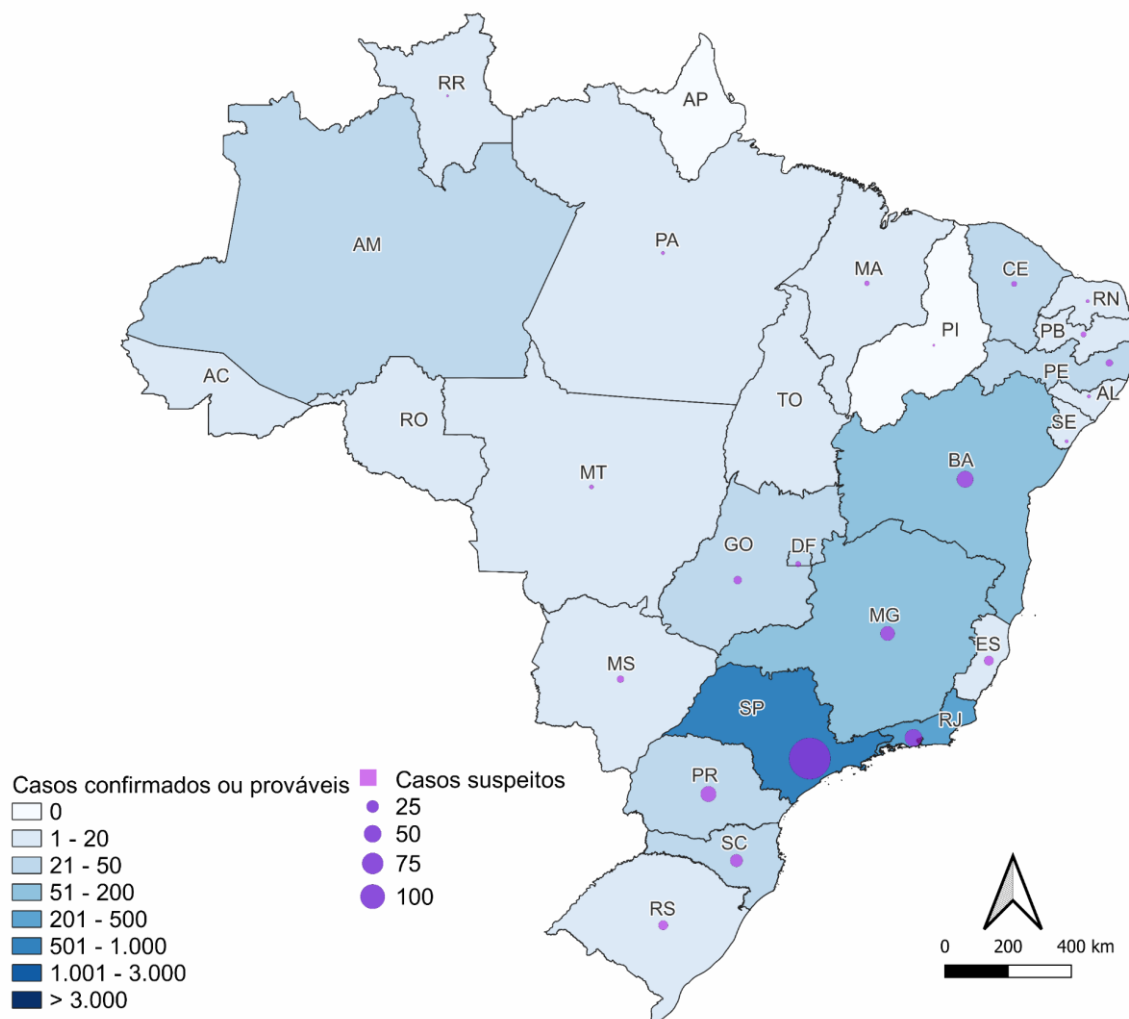 RR
AP
AM
PA
MA
CE
RN
PB
PI
PE
AC
AL
TO
RO
SE
BA
MT
GO
DF
MG
ES
MS
SP
RJ
PR
SC
RS
Casos confirmados ou prováveis
0
1 - 20
21 - 50
51 - 200
201 - 500
501 - 1.000
1.001 - 3.000
> 3.000
Casos suspeitos
25
50
75
100
0 200 400 km